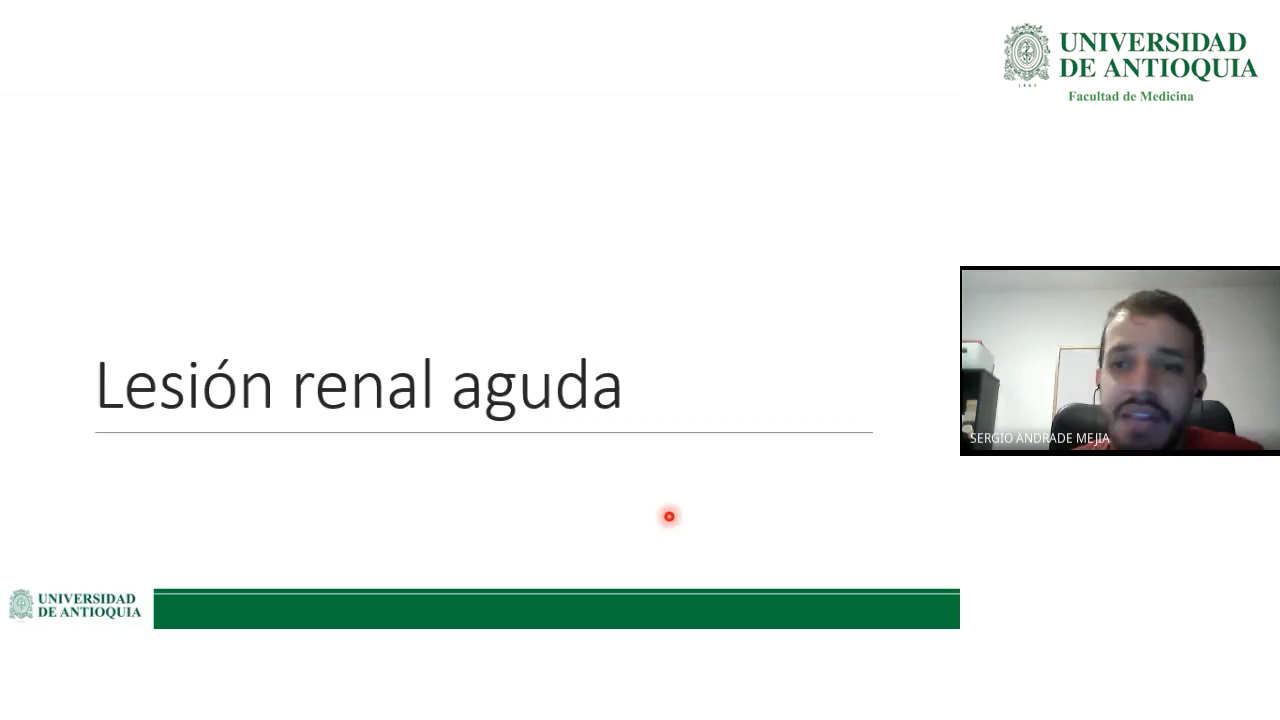 UNIVERSIDAD
DE ANTIOQUIA
Facultad de Medicina
Lesión renal aguda
SERGIO ANDRADE MEJIA
UNIVERSIDAD
DE ANTIOQUIA